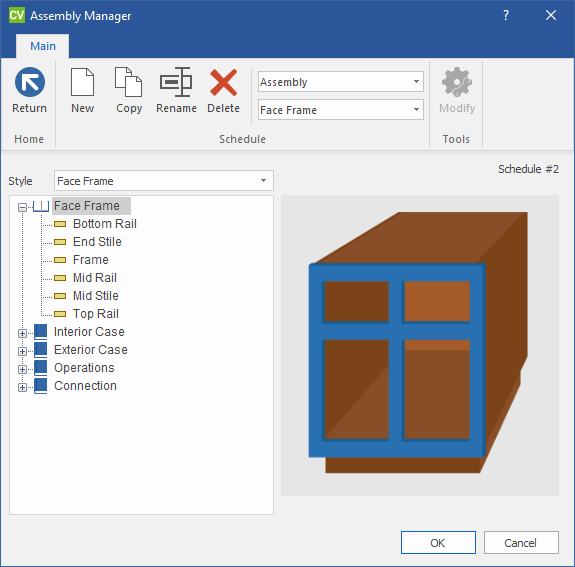 CV Assembly Manager ?
Main
Return New Copy Rename Delete Assembly Face Frame Modify
Home Schedule Tools
Schedule #2
Style Face Frame
Face Frame
Bottom Rail
End Stile
Frame
Mid Rail
Mid Stile
Top Rail
Interior Case
Exterior Case
Operations
Connection
OK Cancel